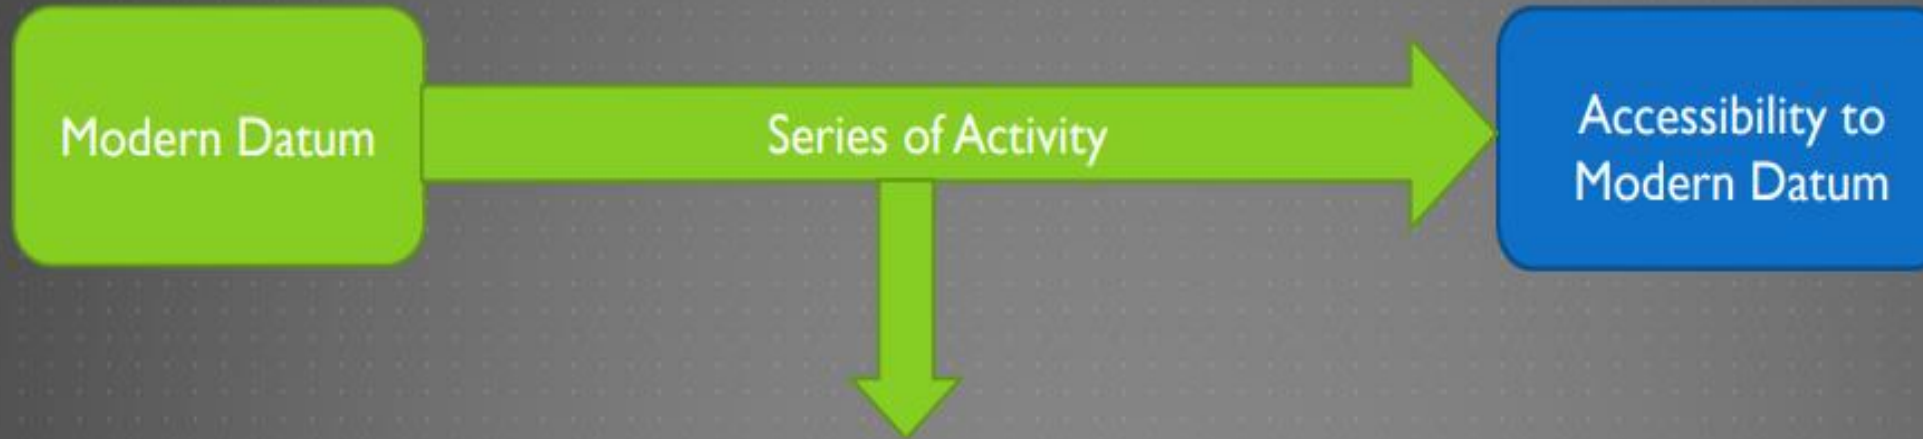 Modern Datum
Series of Activity
Accessibility to
Modern Datum